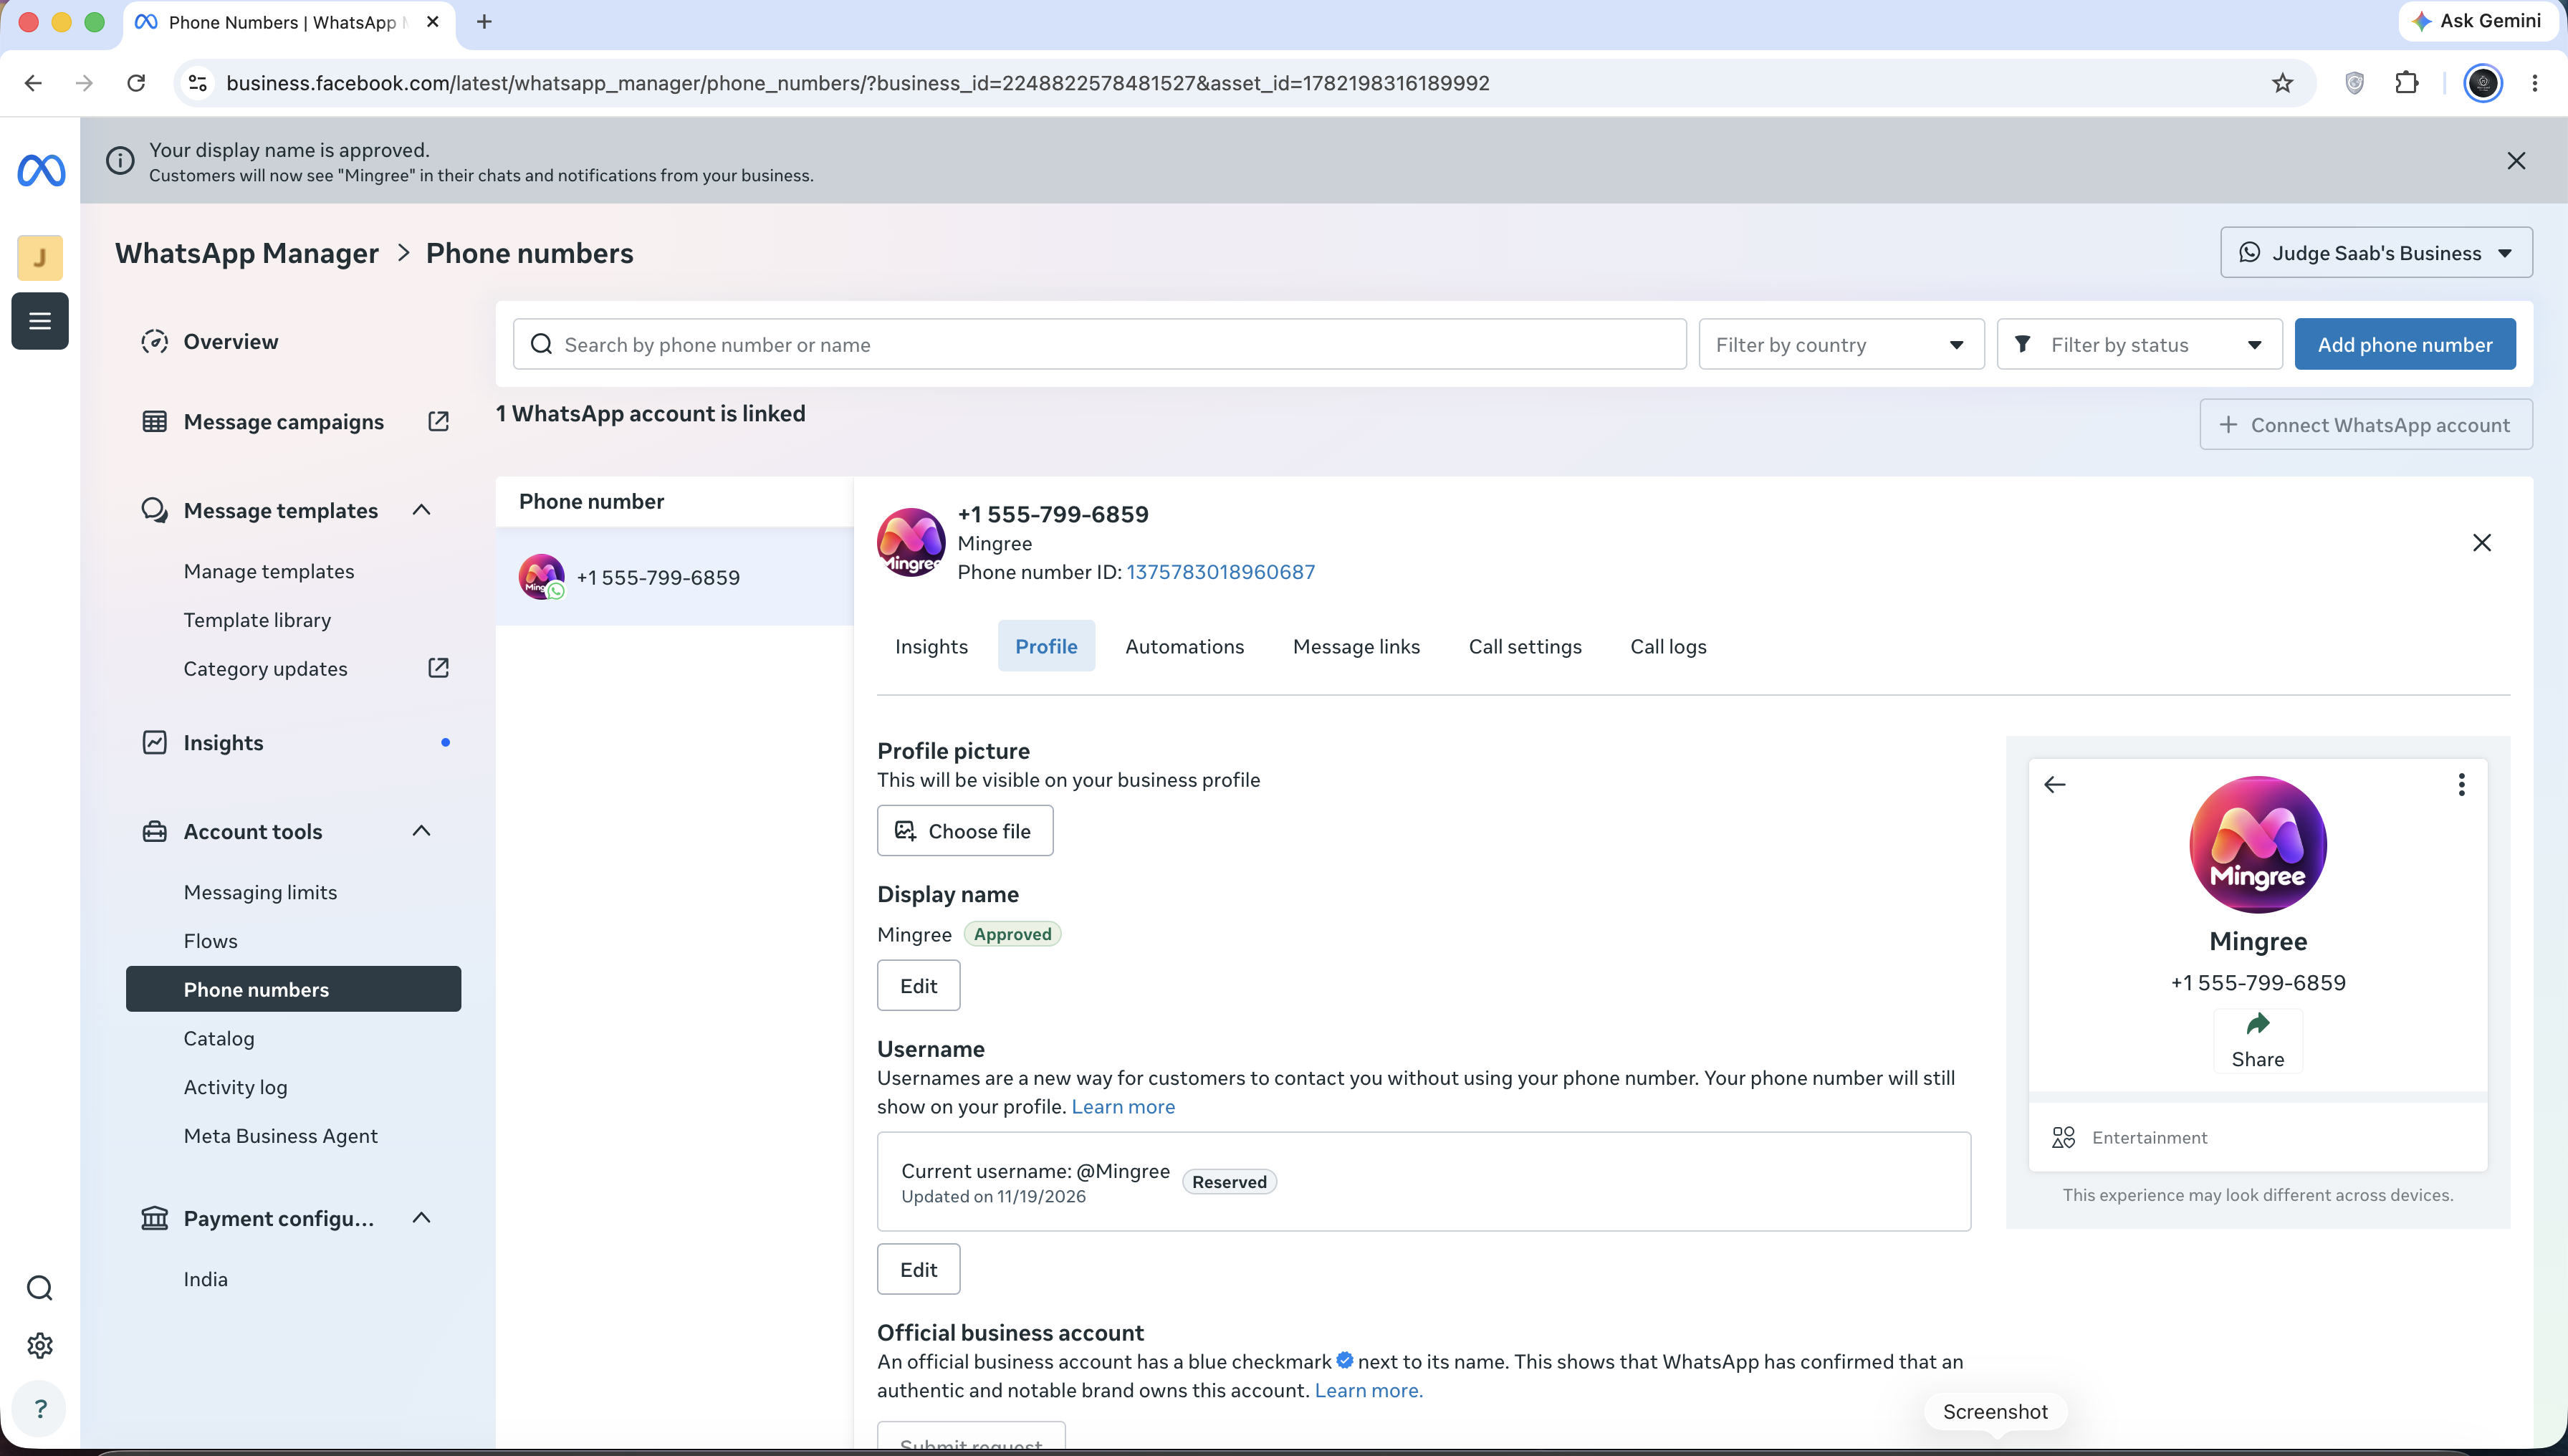 Phone Numbers | WhatsApp M
Ask Gemini
business.facebook.com/latest/whatsapp_manager/phone_numbers/?business_id=2248822578481527&asset_id=1782198316189992
Your display name is approved.
Customers will now see "Mingree" in their chats and notifications from your business.
J
WhatsApp Manager > Phone numbers
Judge Saab's Business
Overview
Message campaigns
Message templates
Manage templates
Template library
Category updates
Insights
Account tools
Messaging limits
Flows
Phone numbers
Catalog
Activity log
Meta Business Agent
Payment configu...
India
?
Search by phone number or name
Filter by country
Filter by status
Add phone number
1 WhatsApp account is linked
+ Connect WhatsApp account
Phone number
+1 555-799-6859
Mingree
+1 555-799-6859
Mingree
Phone number ID: 1375783018960687
Insights
Profile
Automations
Message links
Call settings
Call logs
Profile picture
This will be visible on your business profile
Choose file
Display name
Mingree Approved
Edit
Username
Usernames are a new way for customers to contact you without using your phone number. Your phone number will still
show on your profile. Learn more
Current username: @Mingree Reserved
Updated on 11/19/2026
Edit
Official business account
An official business account has a blue checkmark next to its name. This shows that WhatsApp has confirmed that an
authentic and notable brand owns this account. Learn more.
Submit request
Mingree
Mingree
+1 555-799-6859
Share
Entertainment
This experience may look different across devices.
Screenshot